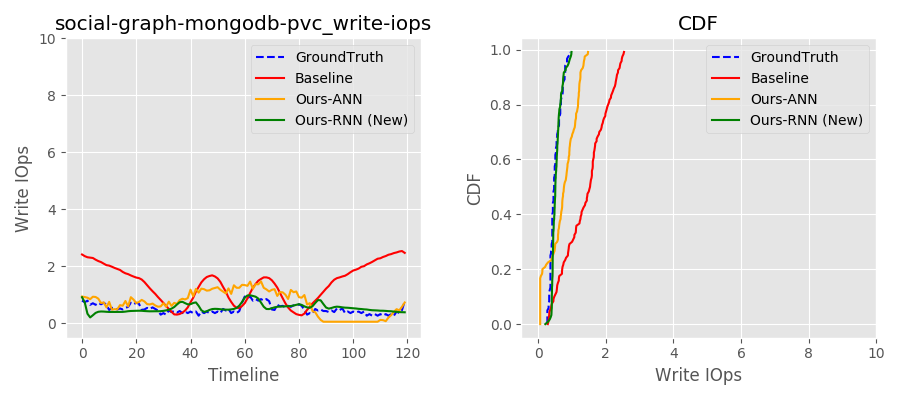 social-graph-mongodb-pvc_write-iops
Write IOps
10
8
6
4
2
0
0 20 40 60 80 100 120
Timeline
GroundTruth
Baseline
Ours-ANN
Ours-RNN (New)
CDF
CDF
1.0
0.8
0.6
0.4
0.2
0.0
0 2 4 6 8 10
Write IOps
GroundTruth
Baseline
Ours-ANN
Ours-RNN (New)